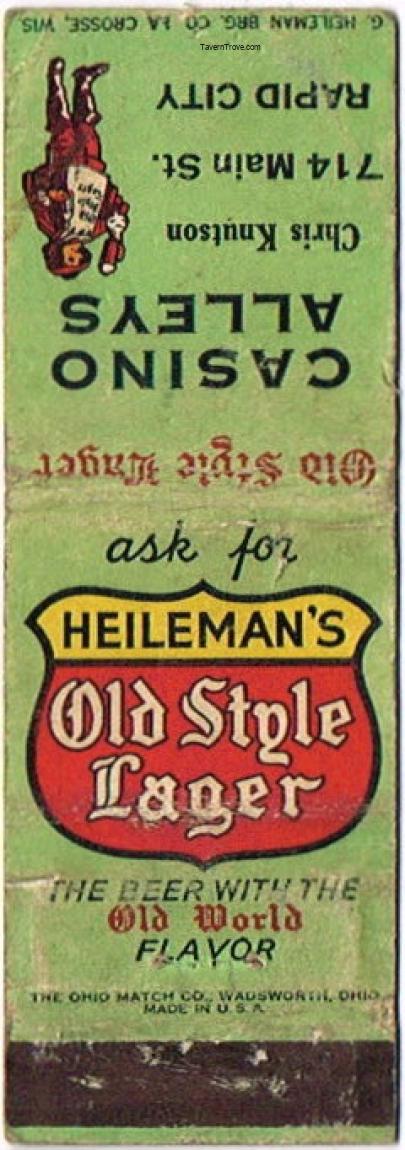 G. HEILEMAN BRG. CO. LA CROSSE, WIS.
TavernTrove.com
RAPID CITY
714 Main St.
Chris Knutson
CASINO
ALLEYS
Old Style Lager
ask for
HEILEMAN'S
Old Style
Lager
THE BEER WITH THE
Old World
FLAVOR
THE OHIO MATCH CO., WADSWORTH, OHIO
MADE IN U.S.A.